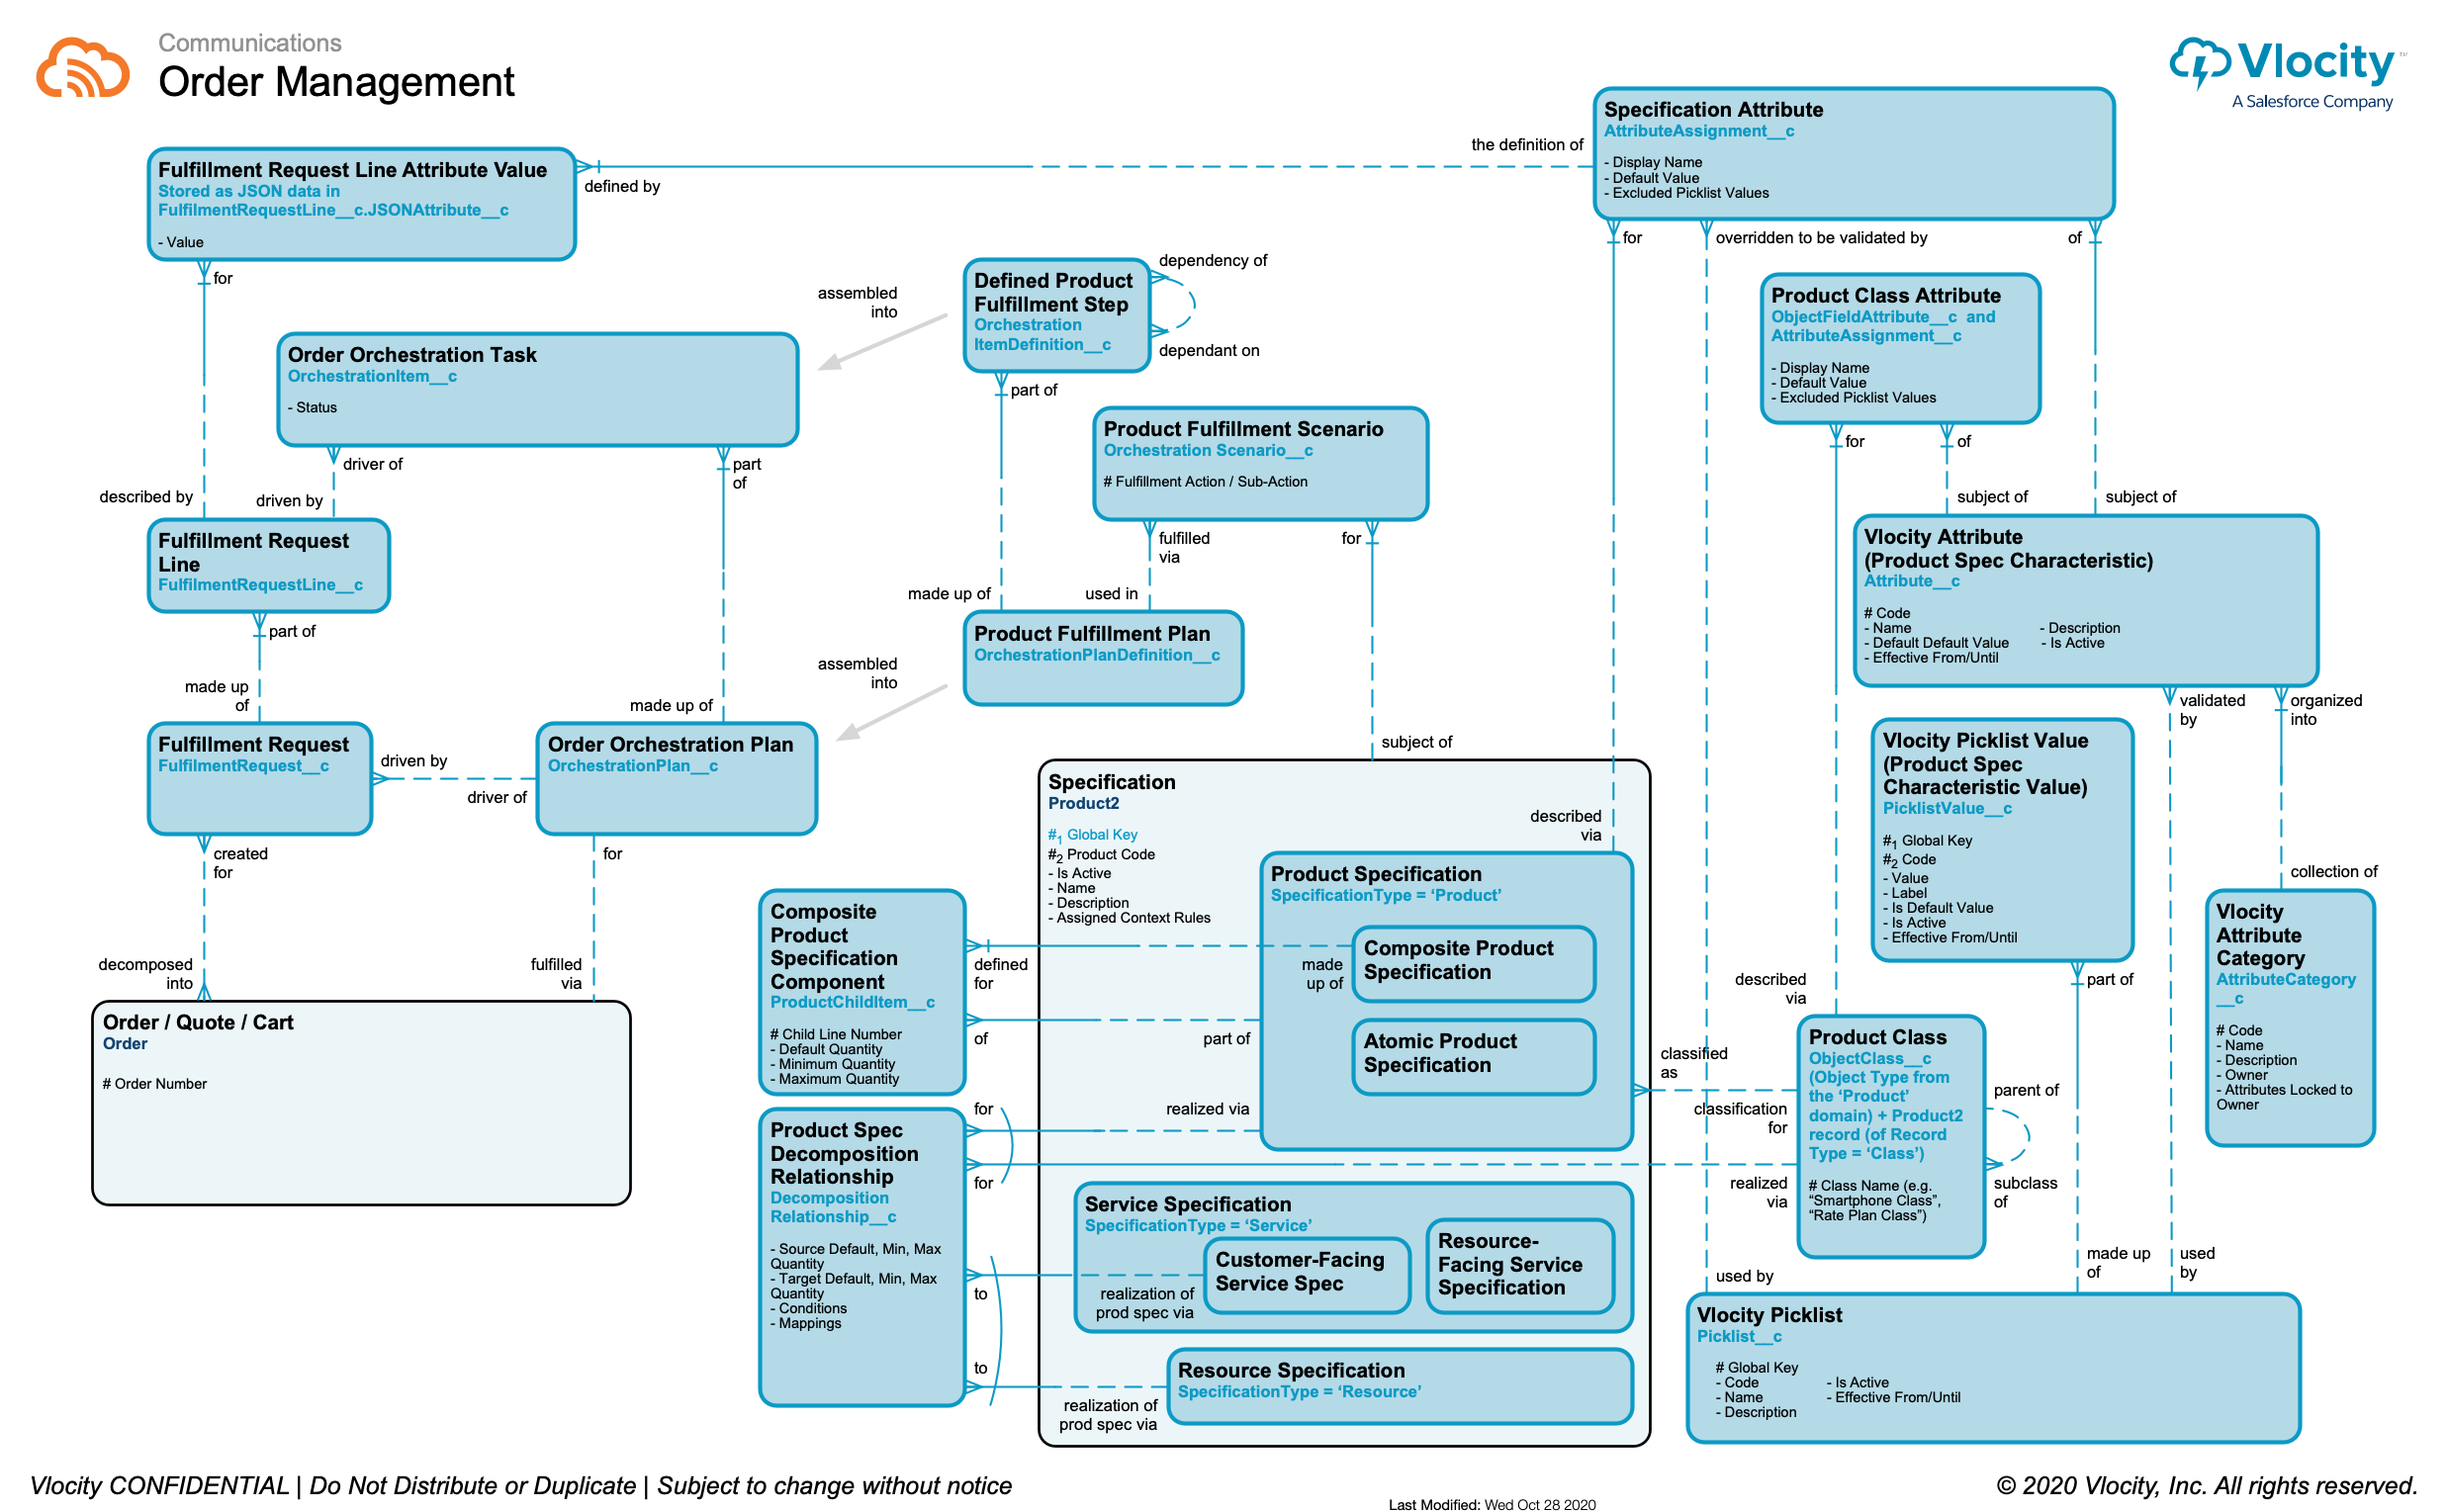 Communications
Order Management
Vlocity™
A Salesforce Company
Specification Attribute
AttributeAssignment__c
- Display Name
- Default Value
- Excluded Picklist Values
the definition of
Fulfillment Request Line Attribute Value
Stored as JSON data in
FulfilmentRequestLine__c.JSONAttribute__c
- Value
defined by
for
for
overridden to be validated by
of
Defined Product
Fulfillment Step
Orchestration
ItemDefinition__c
dependency of
dependant on
assembled
into
part of
Product Class Attribute
ObjectFieldAttribute__c and
AttributeAssignment__c
- Display Name
- Default Value
- Excluded Picklist Values
for
of
Order Orchestration Task
OrchestrationItem__c
- Status
driver of
part
of
Product Fulfillment Scenario
Orchestration Scenario__c
# Fulfillment Action / Sub-Action
fulfilled
via
for
described by
driven by
subject of
subject of
Fulfillment Request
Line
FulfilmentRequestLine__c
part of
Vlocity Attribute
(Product Spec Characteristic)
Attribute__c
# Code
- Name
- Description
- Default Default Value
- Is Active
- Effective From/Until
made up of
used in
Product Fulfillment Plan
OrchestrationPlanDefinition__c
assembled
into
made up
of
made up of
validated
by
organized
into
Fulfillment Request
FulfilmentRequest__c
driven by
driver of
Order Orchestration Plan
OrchestrationPlan__c
created
for
for
subject of
Vlocity Picklist Value
(Product Spec
Characteristic Value)
PicklistValue__c
#1 Global Key
#2 Code
- Value
- Label
- Is Default Value
- Is Active
- Effective From/Until
part of
Specification
Product2
#1 Global Key
#2 Product Code
- Is Active
- Name
- Description
- Assigned Context Rules
described
via
Product Specification
SpecificationType = ‘Product’
Composite Product
Specification
Atomic Product
Specification
collection of
Vlocity
Attribute
Category
AttributeCategory
__c
# Code
- Name
- Description
- Owner
- Attributes Locked to
Owner
Composite
Product
Specification
Component
ProductChildItem__c
# Child Line Number
- Default Quantity
- Minimum Quantity
- Maximum Quantity
defined
for
made
up of
of
part of
decomposed
into
fulfilled
via
Order / Quote / Cart
Order
# Order Number
described
via
Product Class
ObjectClass__c
(Object Type from
the ‘Product’
domain) + Product2
record (of Record
Type = ‘Class’)
# Class Name (e.g.
“Smartphone Class”,
“Rate Plan Class”)
classified
as
classification
for
parent of
subclass
of
realized
via
Product Spec
Decomposition
Relationship
Decomposition
Relationship__c
- Source Default, Min, Max
Quantity
- Target Default, Min, Max
Quantity
- Conditions
- Mappings
for
for
realized via
to
to
Service Specification
SpecificationType = ‘Service’
Customer-Facing
Service Spec
Resource-
Facing Service
Specification
realization of
prod spec via
Resource Specification
SpecificationType = ‘Resource’
realization of
prod spec via
used by
made up
of
used
by
Vlocity Picklist
Picklist__c
# Global Key
- Code
- Is Active
- Name
- Effective From/Until
- Description
Vlocity CONFIDENTIAL | Do Not Distribute or Duplicate | Subject to change without notice
Last Modified: Wed Oct 28 2020
© 2020 Vlocity, Inc. All rights reserved.